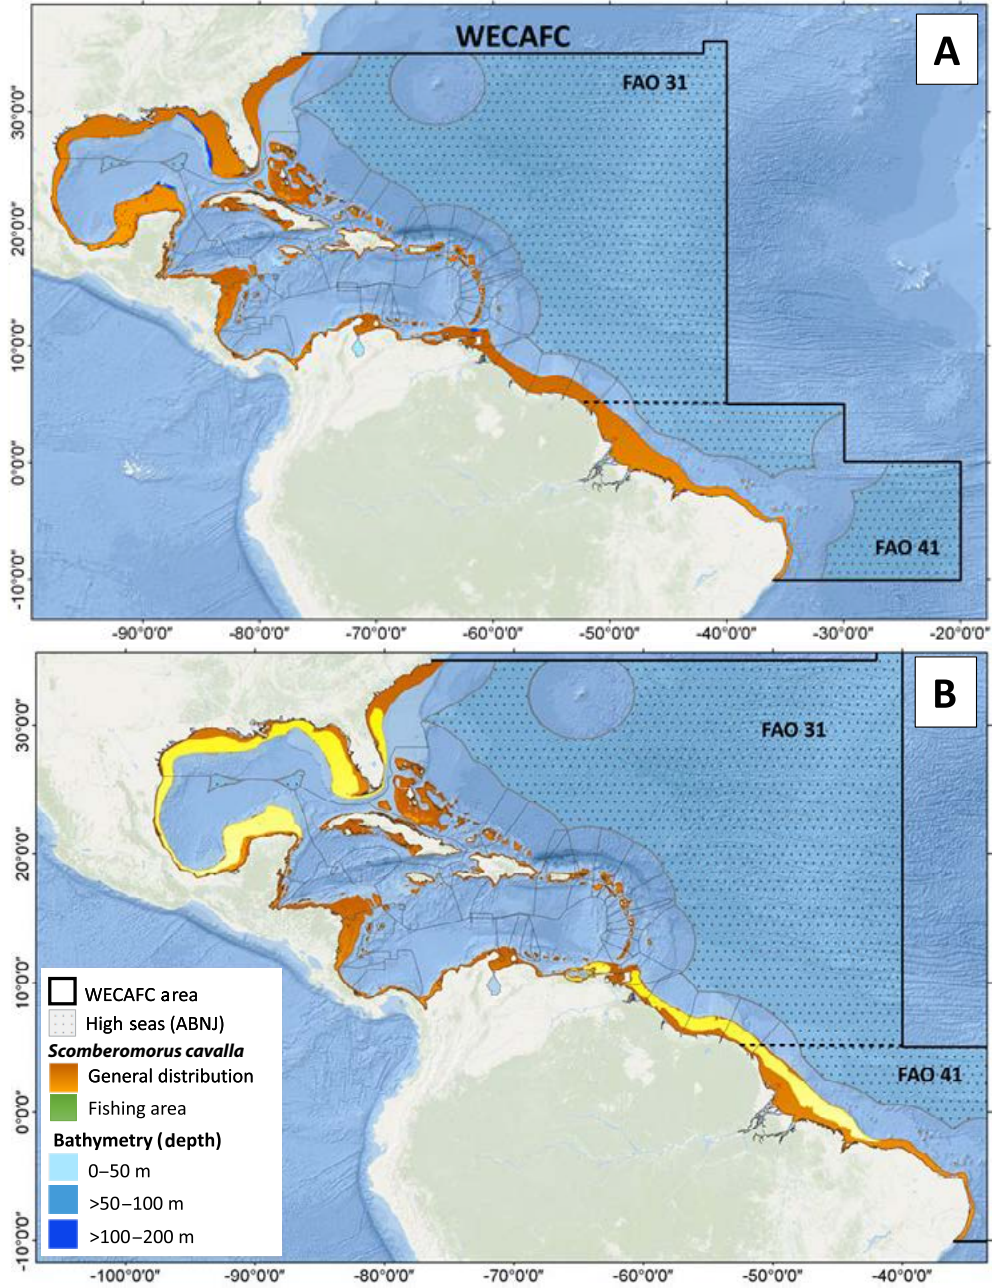 WECAFC
A
FAO 31
30°0'0"
20°0'0"
10°0'0"
0°0'0"
-10°0'0"
FAO 41
-90°0'0"
-80°0'0"
-70°0'0"
-60°0'0"
-50°0'0"
-40°0'0"
-30°0'0"
-20°0'0"
B
FAO 31
30°0'0"
20°0'0"
10°0'0"
0°0'0"
-10°0'0"
FAO 41
WECAFC area
High seas (ABNJ)
Scomberomorus cavalla
General distribution
Fishing area
Bathymetry (depth)
0–50 m
>50–100 m
>100–200 m
-100°0'0"
-90°0'0"
-80°0'0"
-70°0'0"
-60°0'0"
-50°0'0"
-40°0'0"